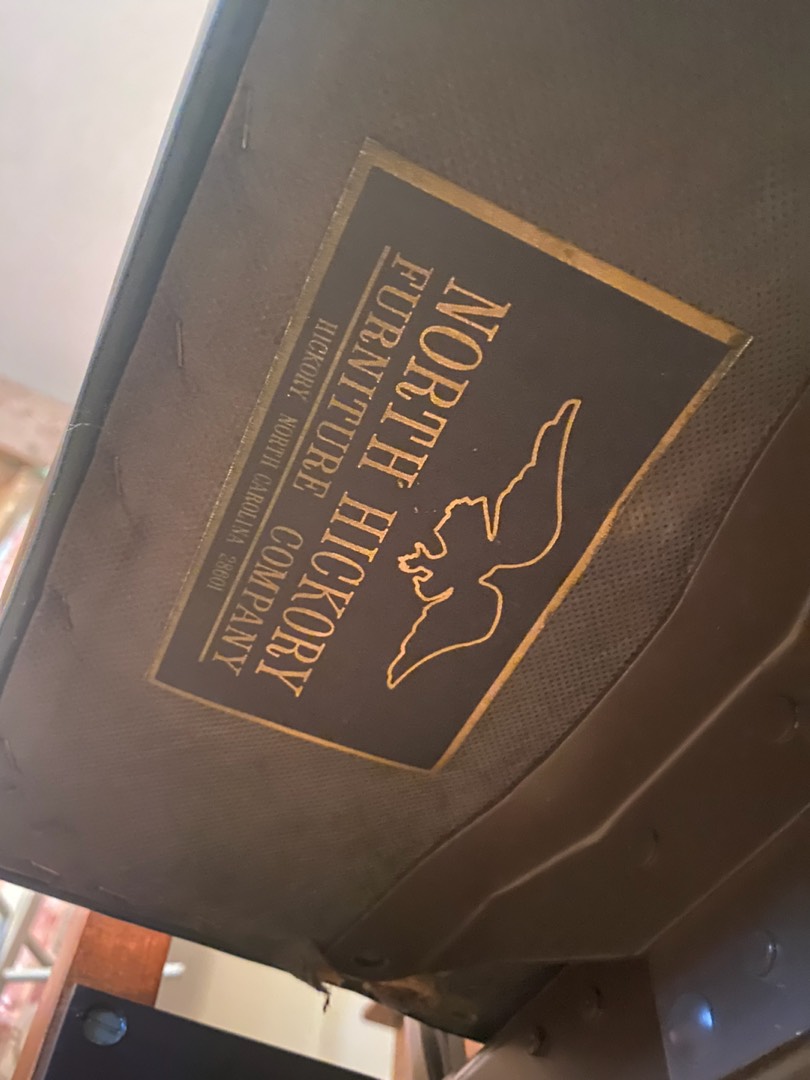 NORTH HICKORY
FURNITURE COMPANY
HICKORY, NORTH CAROLINA 28601